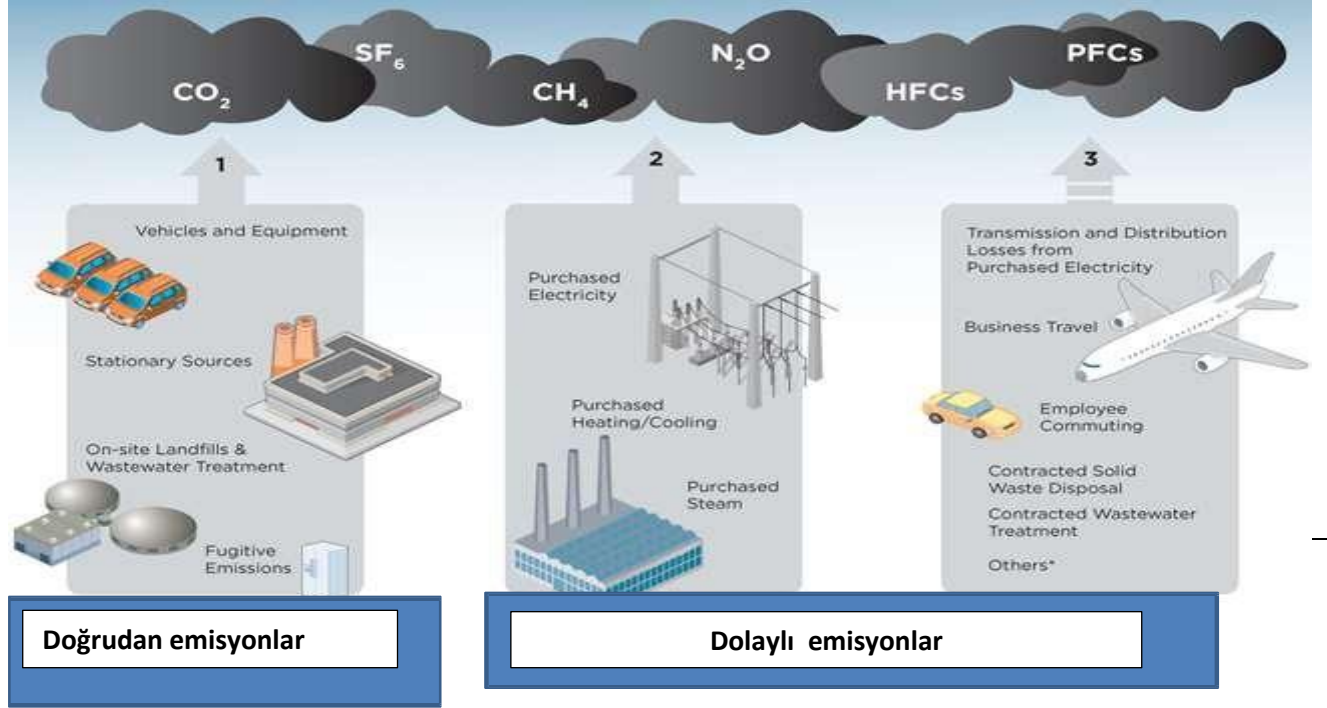 SF6
N2O
PFCs
CO2
CH4
HFCs
1
2
3
Vehicles and Equipment
Stationary Sources
On-site Landfills &
Wastewater Treatment
Fugitive
Emissions
Purchased
Electricity
Purchased
Heating/Cooling
Purchased
Steam
Transmission and Distribution
Losses from
Purchased Electricity
Business Travel
Employee
Commuting
Contracted Solid
Waste Disposal
Contracted Wastewater
Treatment
Others*
Doğrudan emisyonlar
Dolaylı emisyonlar